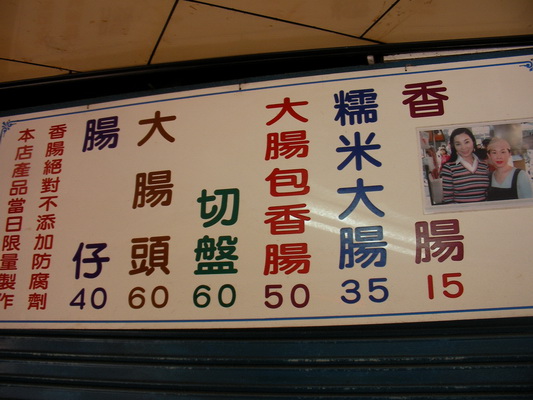 香腸 15
糯米大腸 35
大腸包香腸 50
切盤 60
大腸頭 60
腸仔 40
香腸絕對不添加防腐劑
本店產品當日限量製作